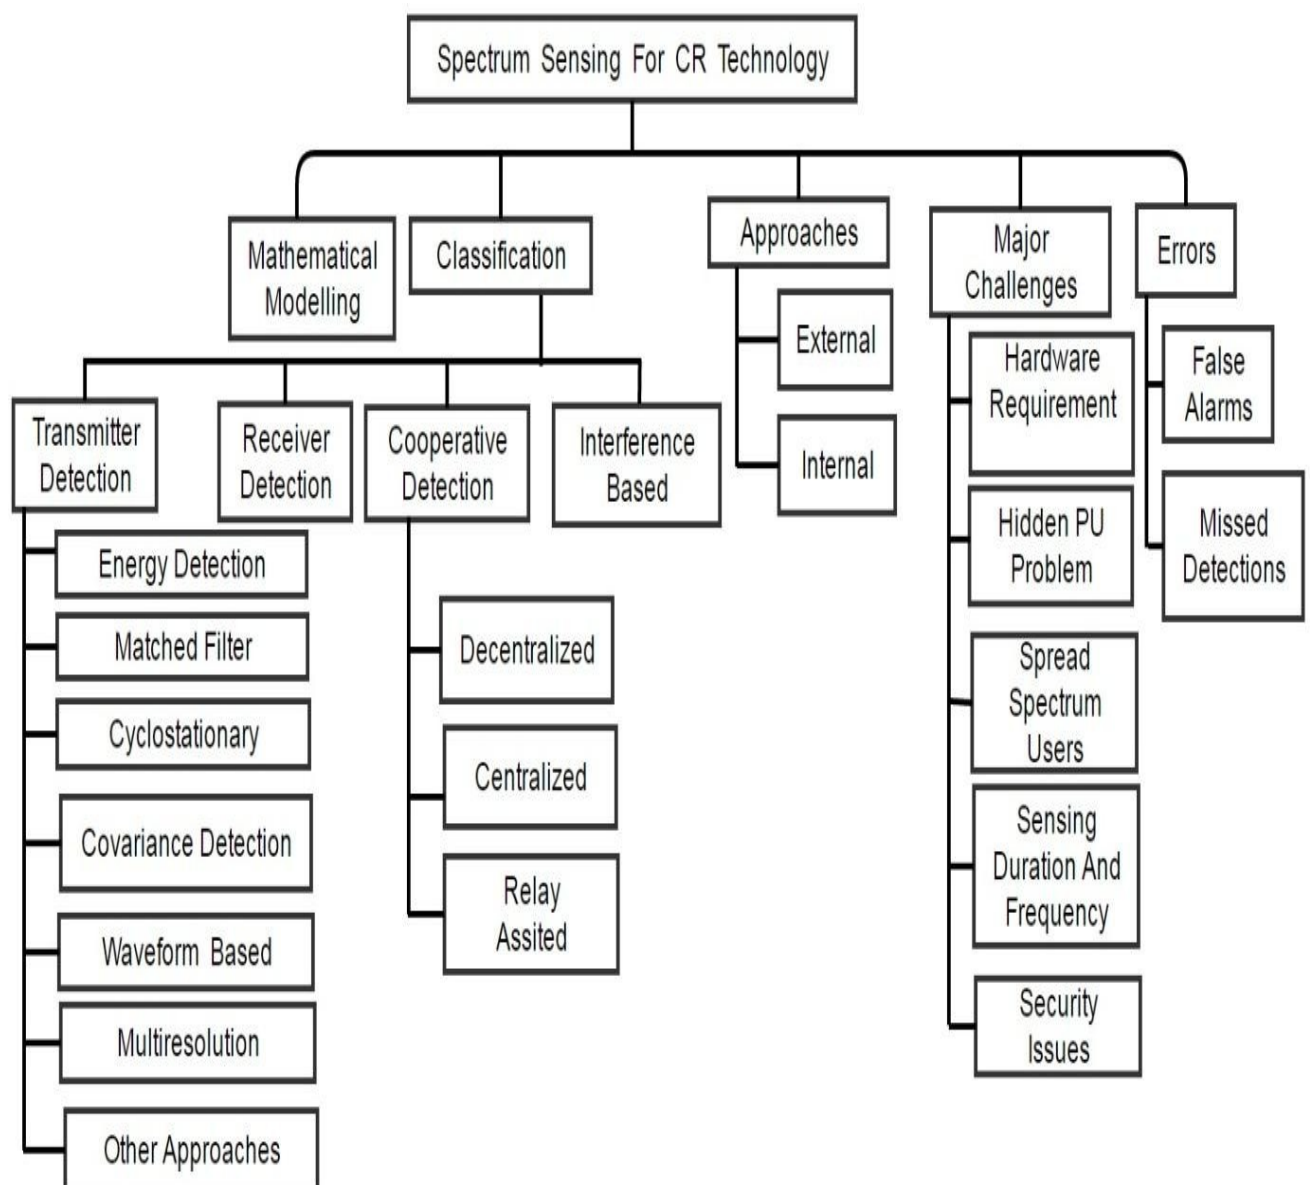 Spectrum Sensing For CR Technology
Mathematical
Modelling
Classification
Approaches
Major
Challenges
Errors
Transmitter
Detection
Receiver
Detection
Cooperative
Detection
Interference
Based
External
Internal
Hardware
Requirement
Hidden PU
Problem
Spread
Spectrum
Users
Sensing
Duration And
Frequency
Security
Issues
False
Alarms
Missed
Detections
Energy Detection
Matched Filter
Cyclostationary
Covariance Detection
Waveform Based
Multiresolution
Other Approaches
Decentralized
Centralized
Relay
Assited